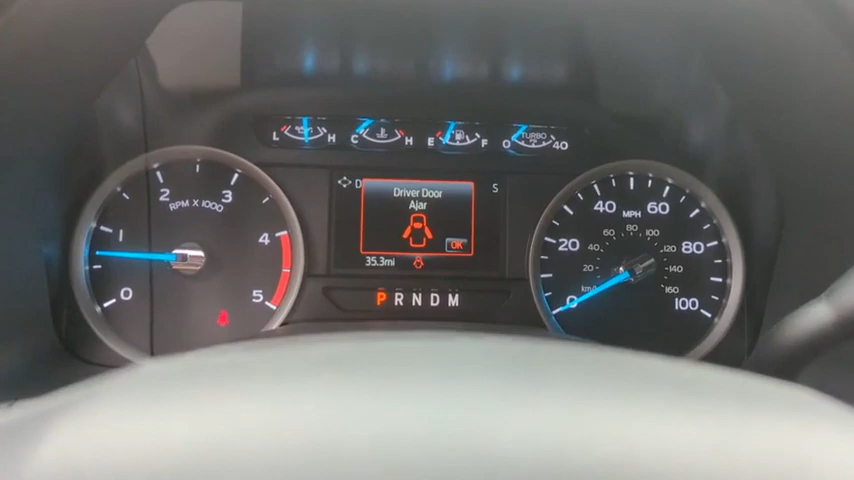 L H C H E F 0 TURBO 40
0 1 2 3 4 5
RPM X 1000
D
S
Driver Door
Ajar
OK
35.3mi
P R N D M
0 20 40 60 80 100
MPH
20 40 60 80 100 120 140 160
km/h